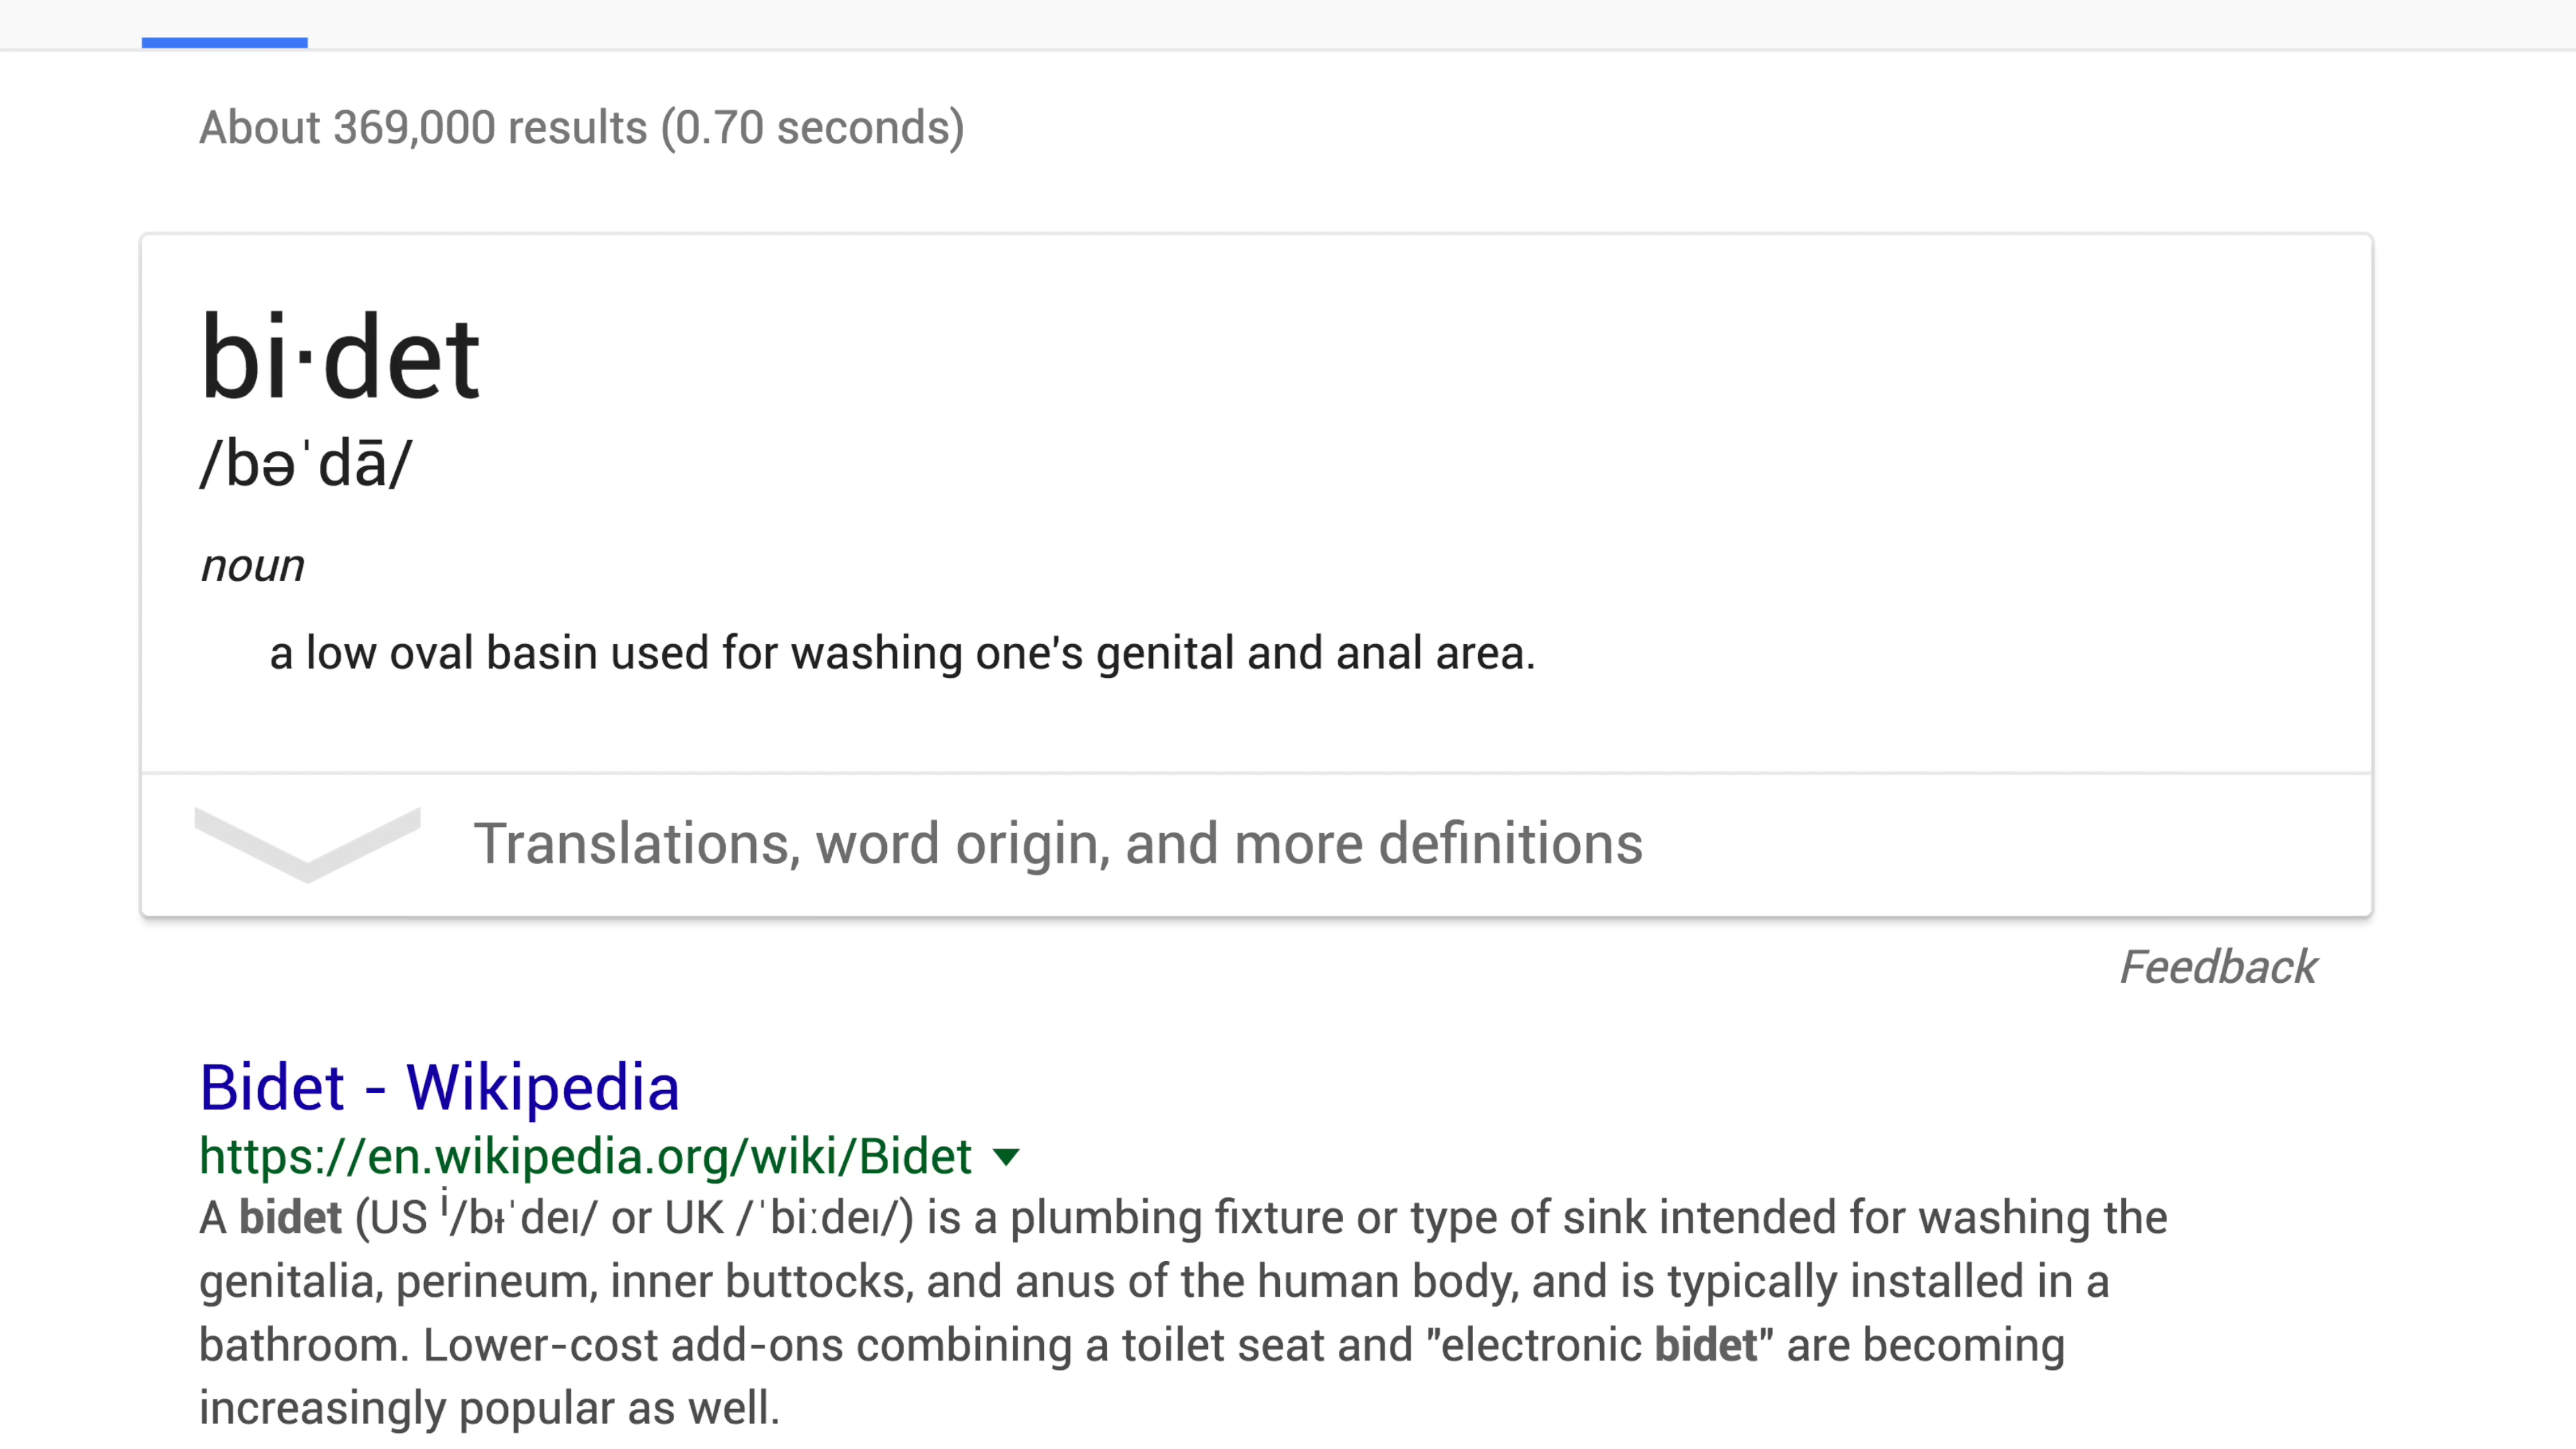 About 369,000 results (0.70 seconds)
bi·det
/bəˈdā/
noun
a low oval basin used for washing one's genital and anal area.
Translations, word origin, and more definitions
Feedback
Bidet - Wikipedia
https://en.wikipedia.org/wiki/Bidet
A bidet (US i/bɨˈdeɪ/ or UK /ˈbiːdeɪ/) is a plumbing fixture or type of sink intended for washing the
genitalia, perineum, inner buttocks, and anus of the human body, and is typically installed in a
bathroom. Lower-cost add-ons combining a toilet seat and "electronic bidet" are becoming
increasingly popular as well.